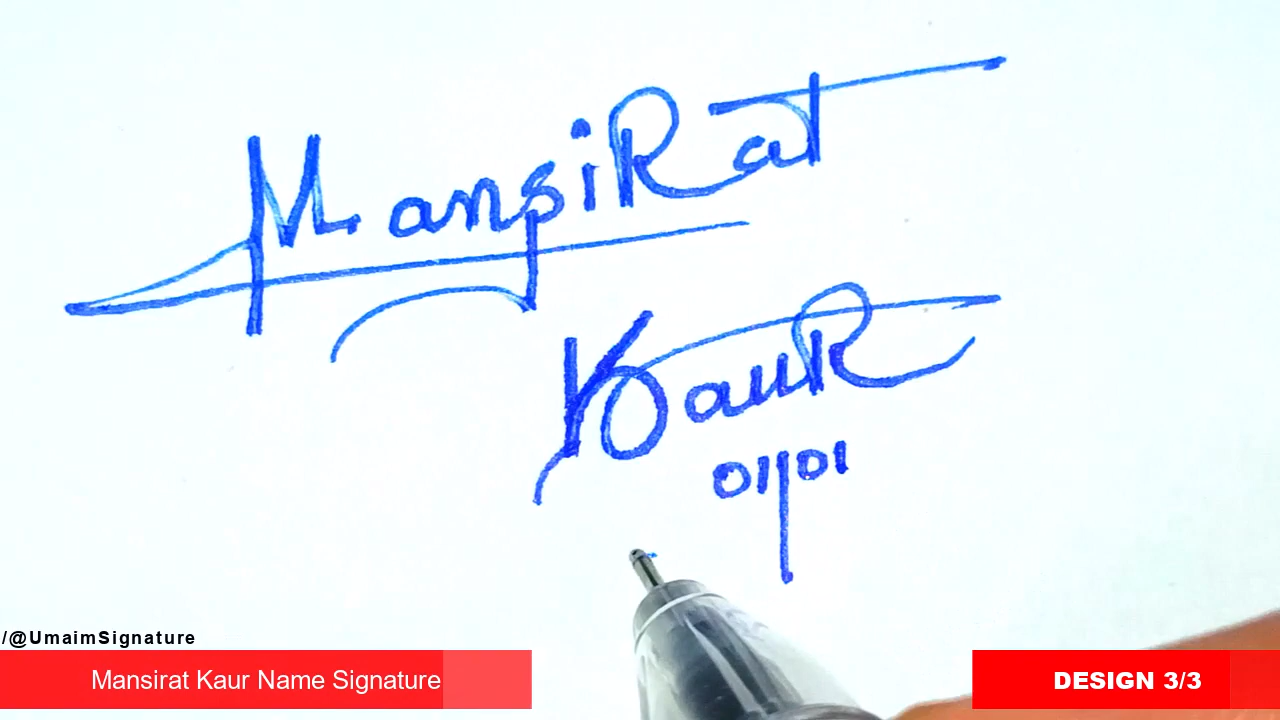 MansiRat
KauR
01/01
/@UmaimSignature
Mansirat Kaur Name Signature
DESIGN 3/3